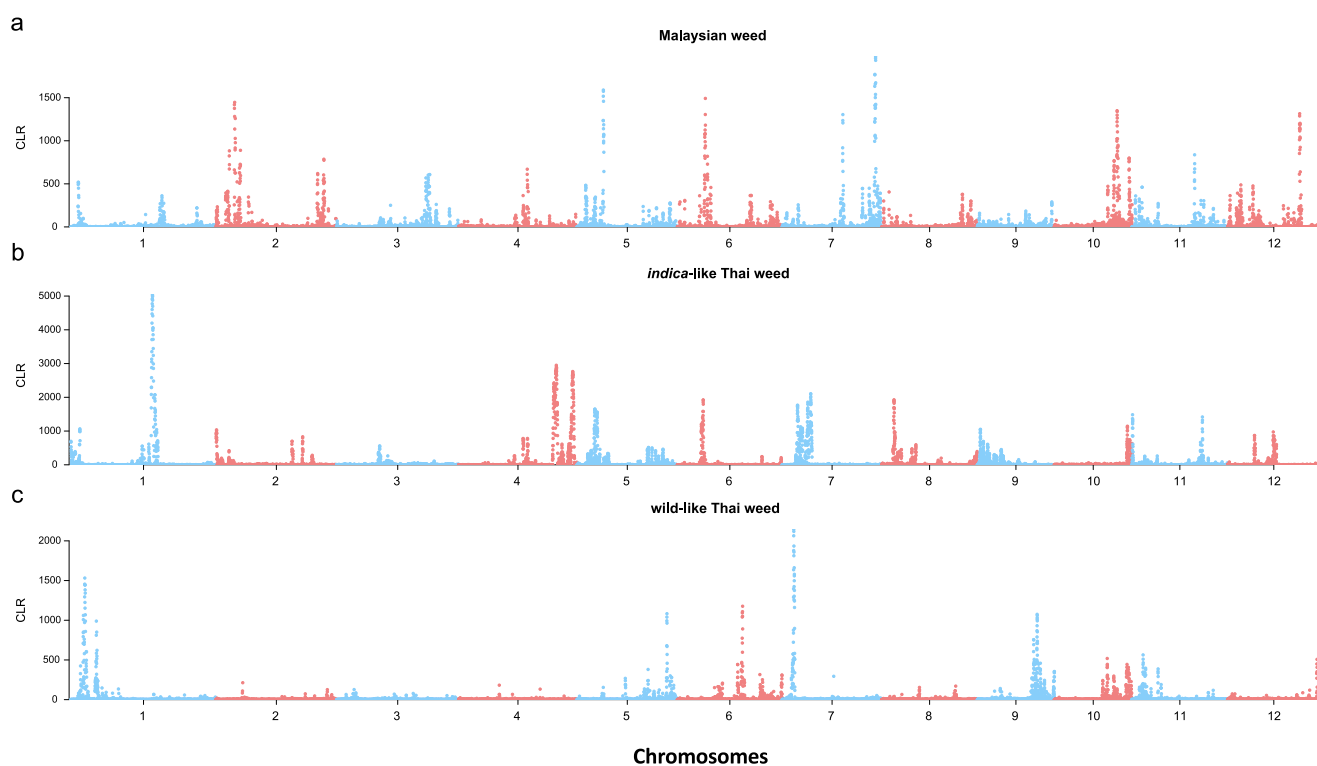 a
Malaysian weed
CLR
1500
1000
500
0
1 2 3 4 5 6 7 8 9 10 11 12
b
indica-like Thai weed
CLR
5000
4000
3000
2000
1000
0
1 2 3 4 5 6 7 8 9 10 11 12
c
wild-like Thai weed
CLR
2000
1500
1000
500
0
1 2 3 4 5 6 7 8 9 10 11 12
Chromosomes